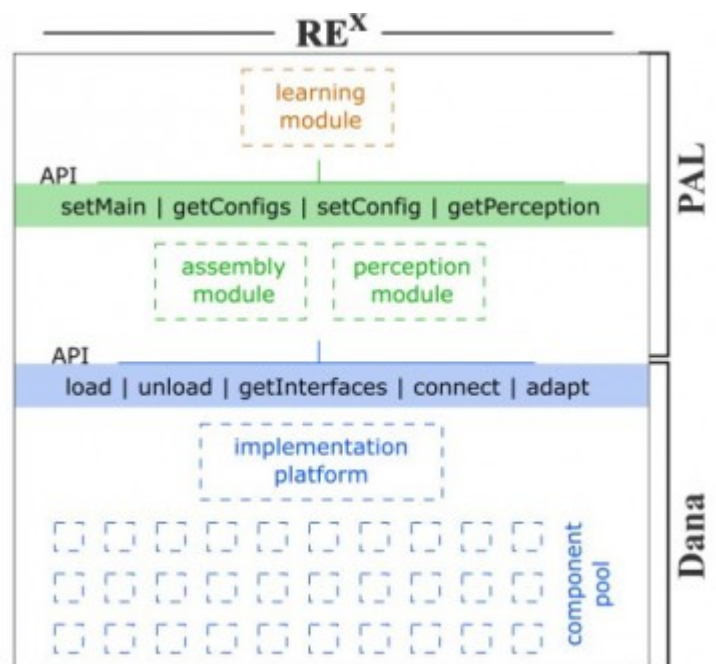 RE^X
learning
module
API
setMain | getConfigs | setConfig | getPerception
assembly
module
perception
module
PAL
API
load | unload | getInterfaces | connect | adapt
implementation
platform
component
pool
Dana